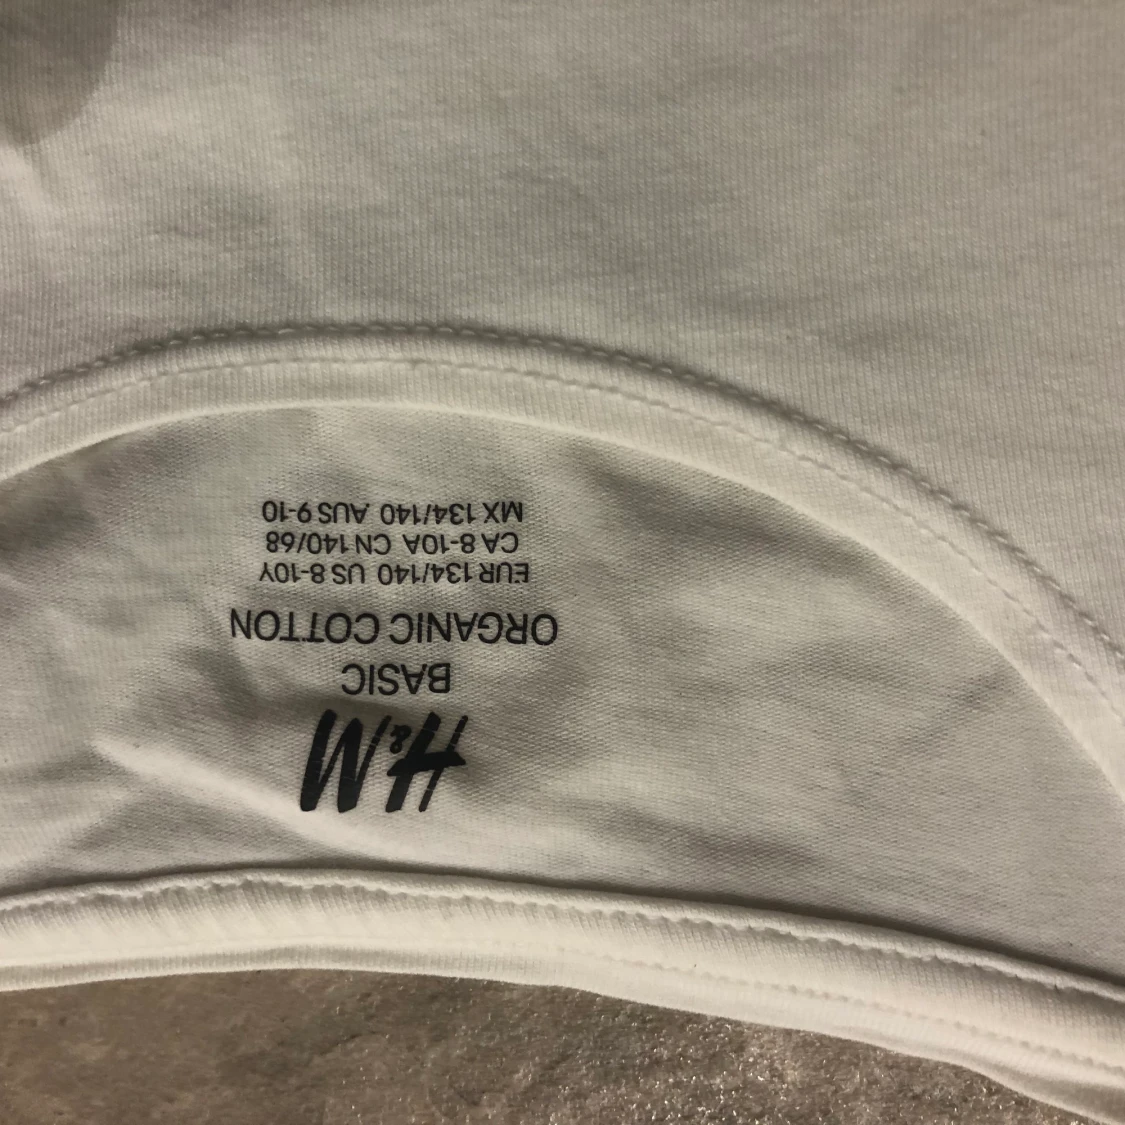 H&M
BASIC
ORGANIC COTTON
EUR 134/140 US 8-10Y
CA 8-10A CN 140/68
MX 134/140 AUS 9-10